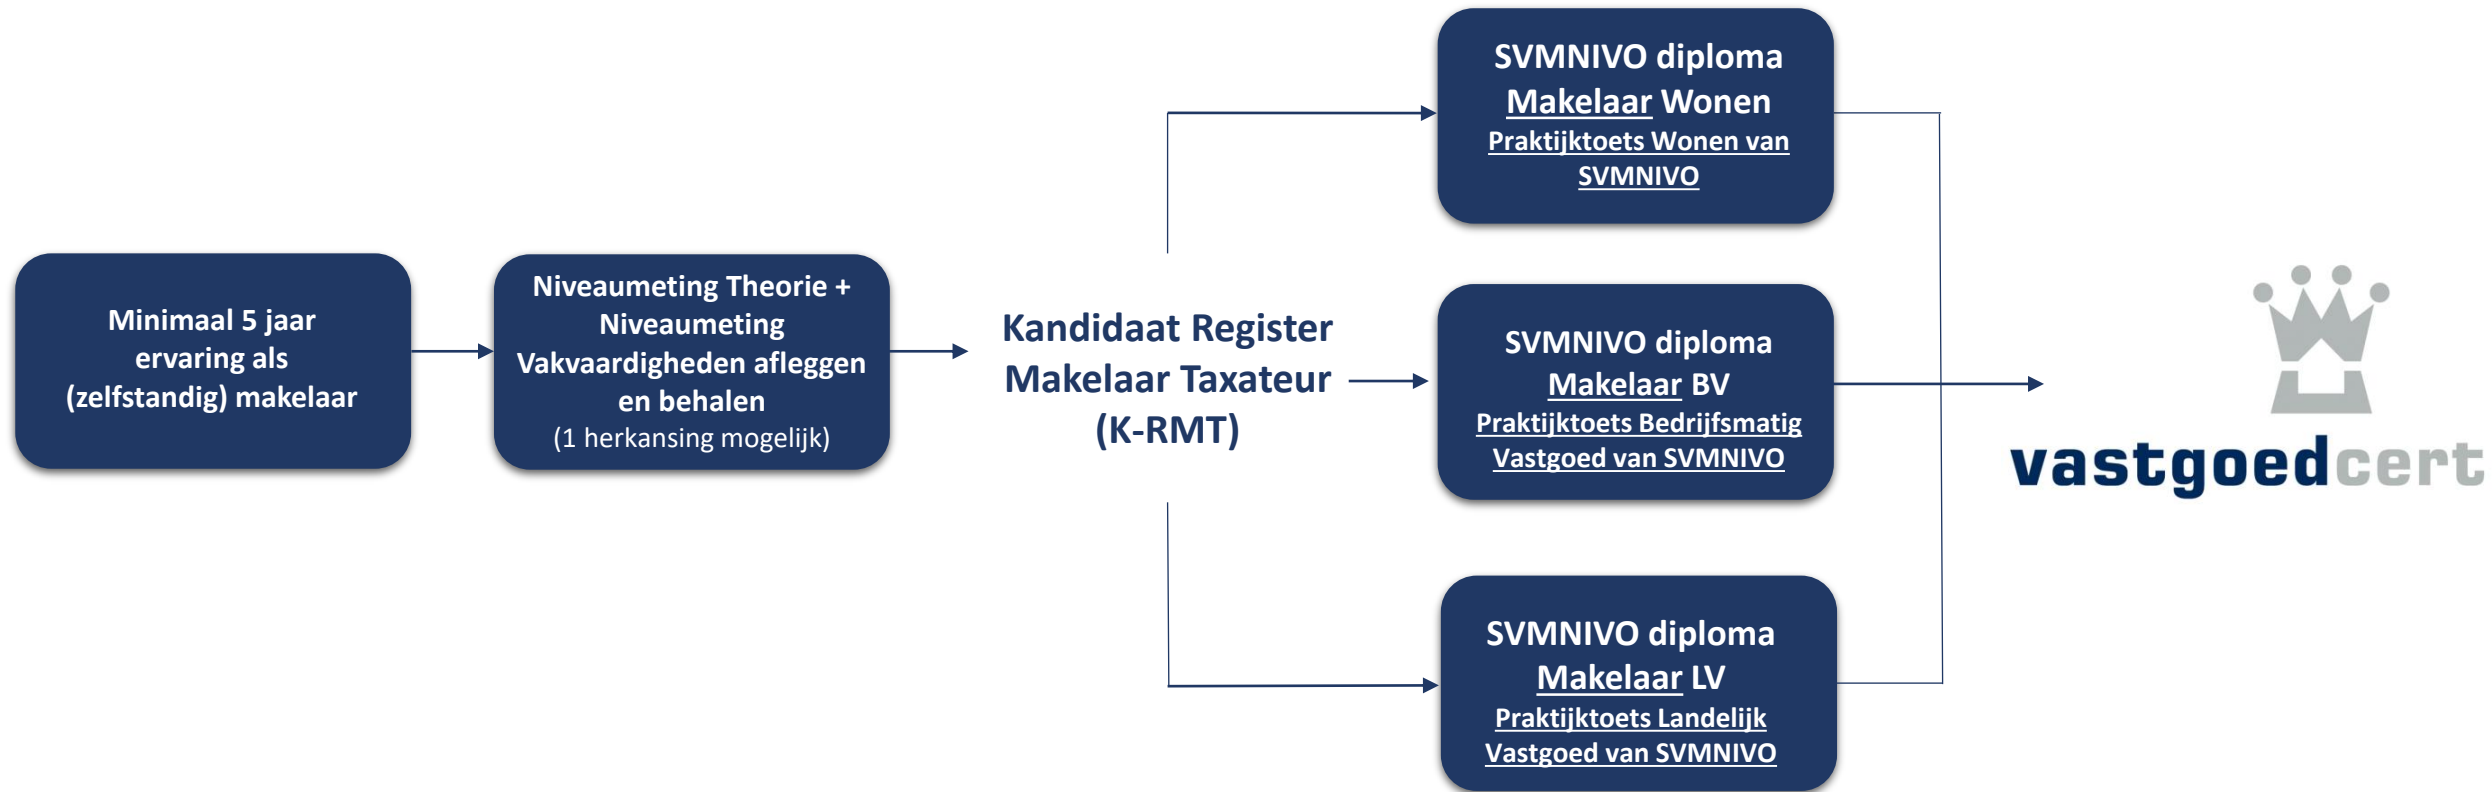 Minimaal 5 jaar
ervaring als
(zelfstandig) makelaar
Niveaumeting Theorie +
Niveaumeting
Vakvaardigheden afleggen
en behalen
(1 herkansing mogelijk)
Kandidaat Register
Makelaar Taxateur
(K-RMT)
SVMNIVO diploma
Makelaar Wonen
Praktijktoets Wonen van
SVMNIVO
SVMNIVO diploma
Makelaar BV
Praktijktoets Bedrijfsmatig
Vastgoed van SVMNIVO
SVMNIVO diploma
Makelaar LV
Praktijktoets Landelijk
Vastgoed van SVMNIVO
vastgoedcert